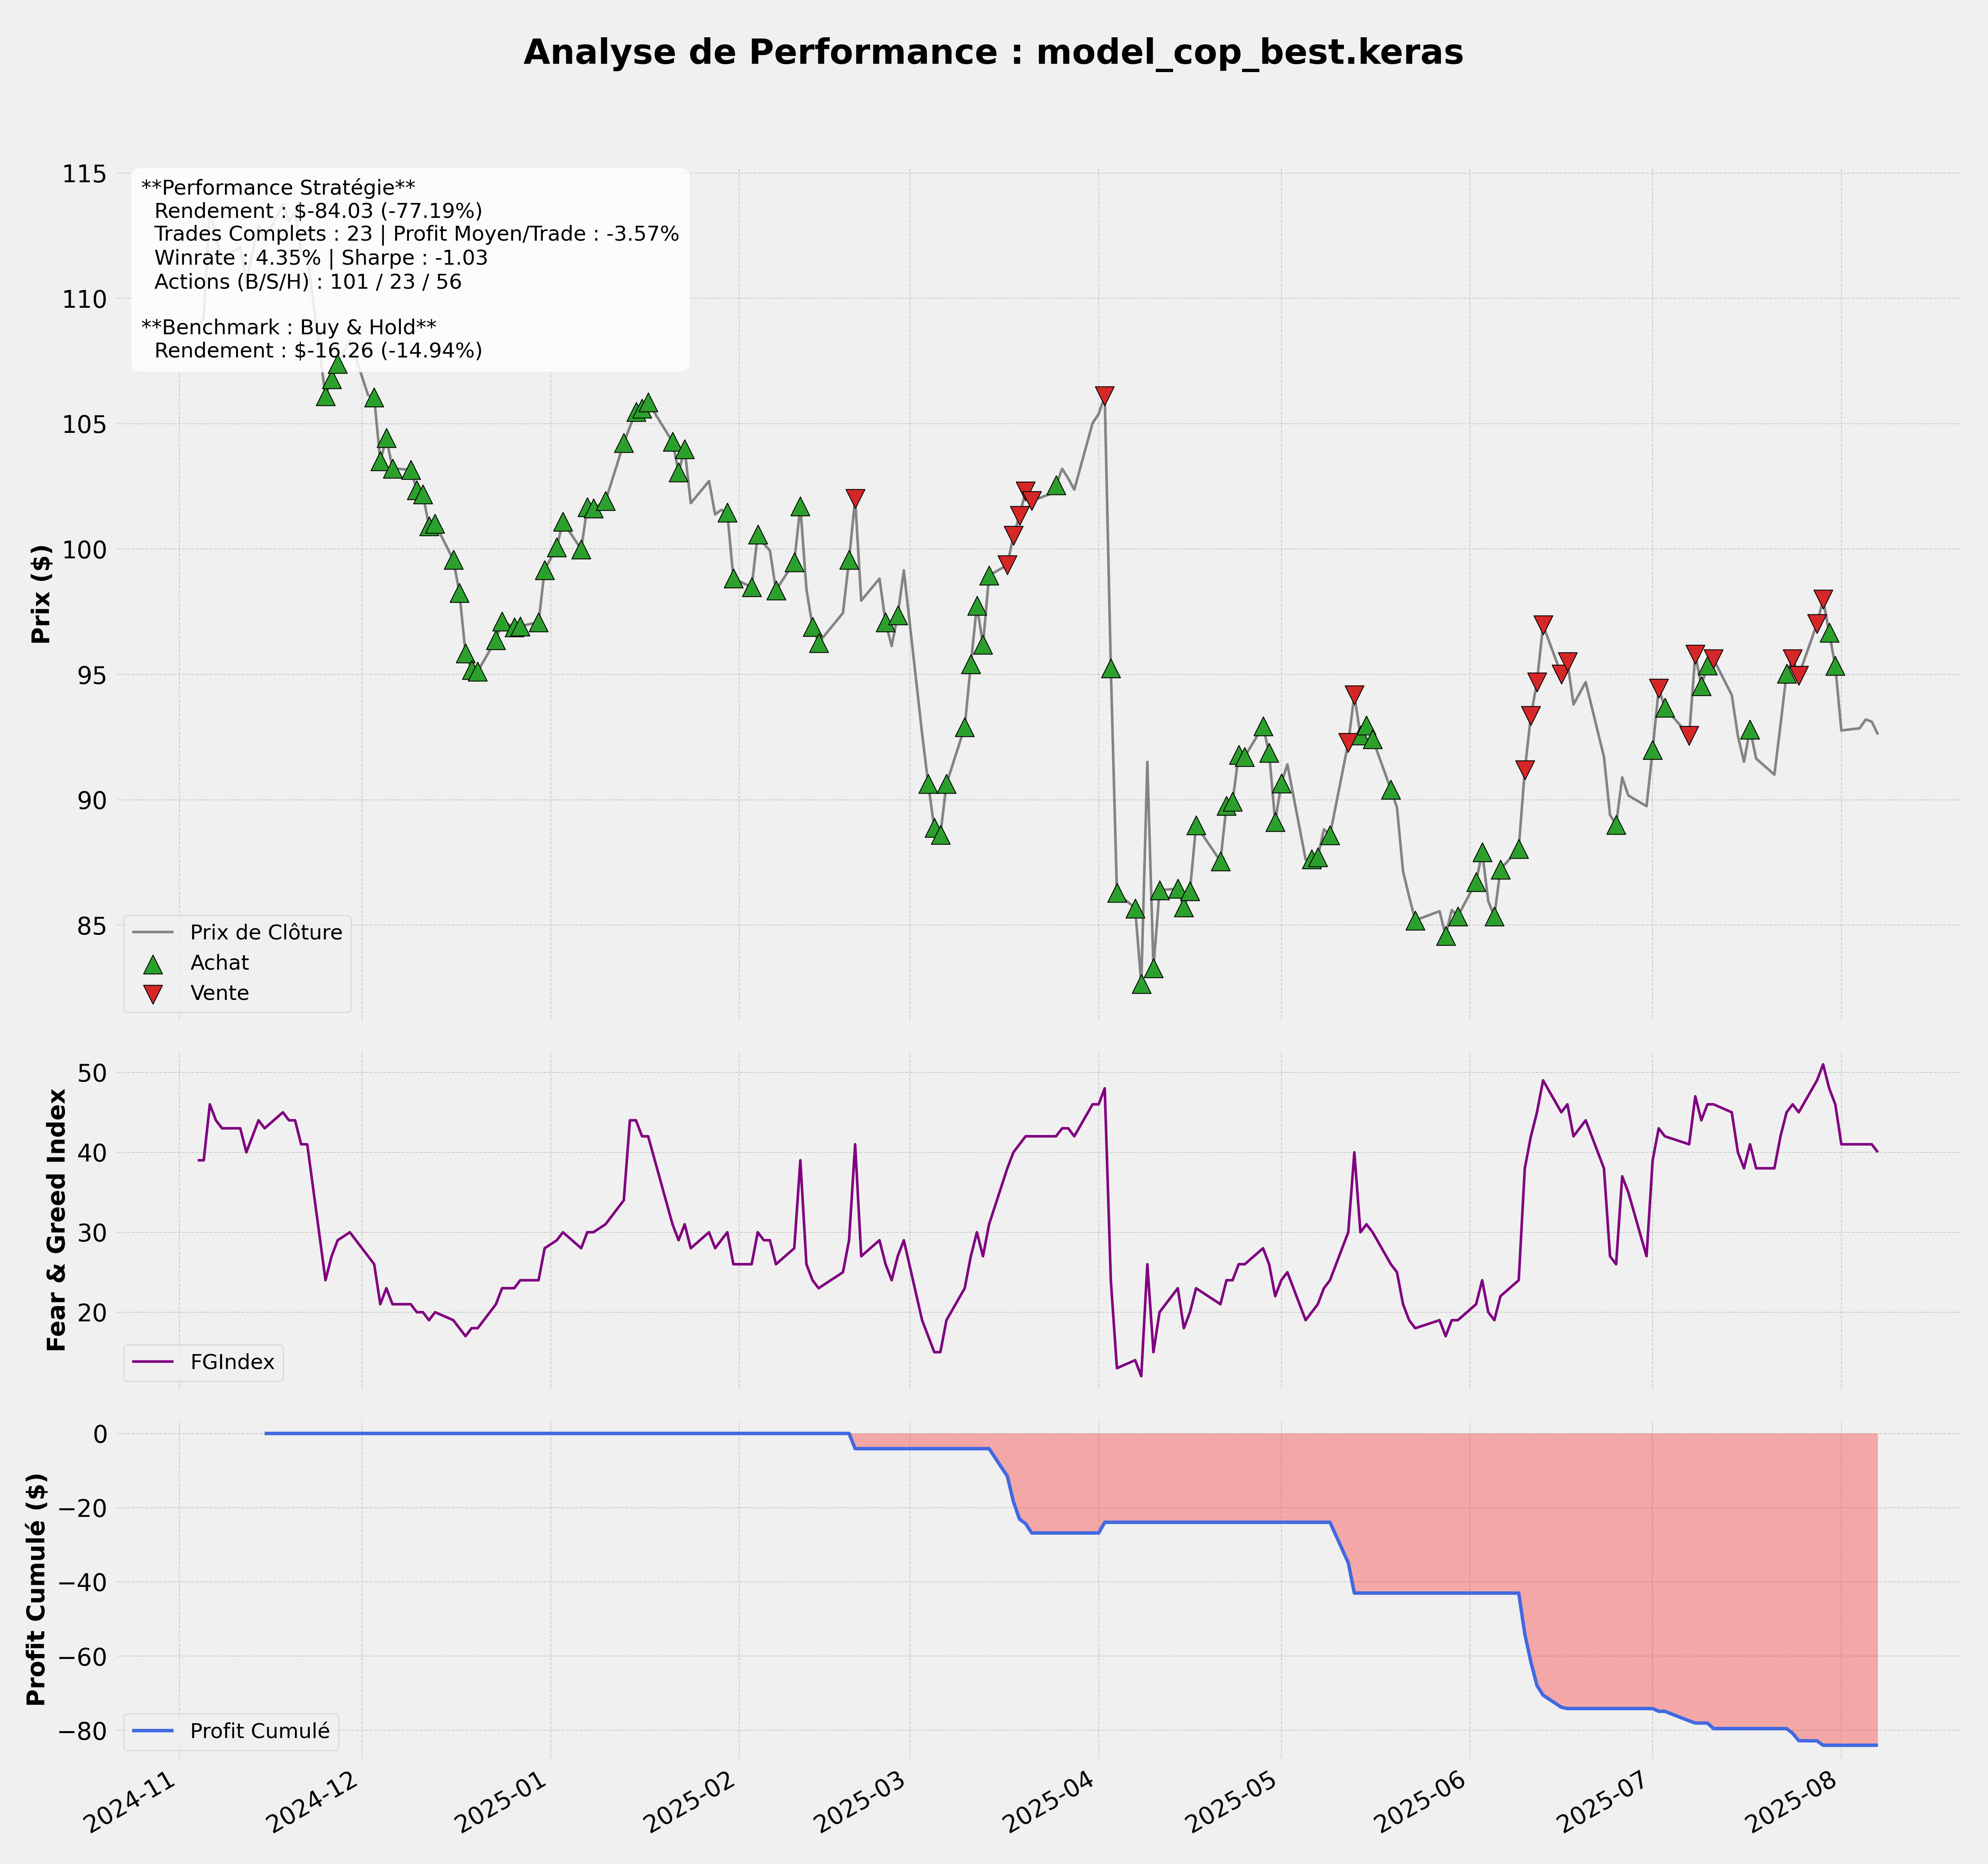 Analyse de Performance : model_cop_best.keras
115
110
105
100
95
90
85
Prix ($)
**Performance Stratégie**
Rendement : $-84.03 (-77.19%)
Trades Complets : 23 | Profit Moyen/Trade : -3.57%
Winrate : 4.35% | Sharpe : -1.03
Actions (B/S/H) : 101 / 23 / 56
**Benchmark : Buy & Hold**
Rendement : $-16.26 (-14.94%)
Prix de Clôture
Achat
Vente
50
40
30
20
Fear & Greed Index
FGIndex
0
−20
−40
−60
−80
Profit Cumulé ($)
Profit Cumulé
2024-11
2024-12
2025-01
2025-02
2025-03
2025-04
2025-05
2025-06
2025-07
2025-08